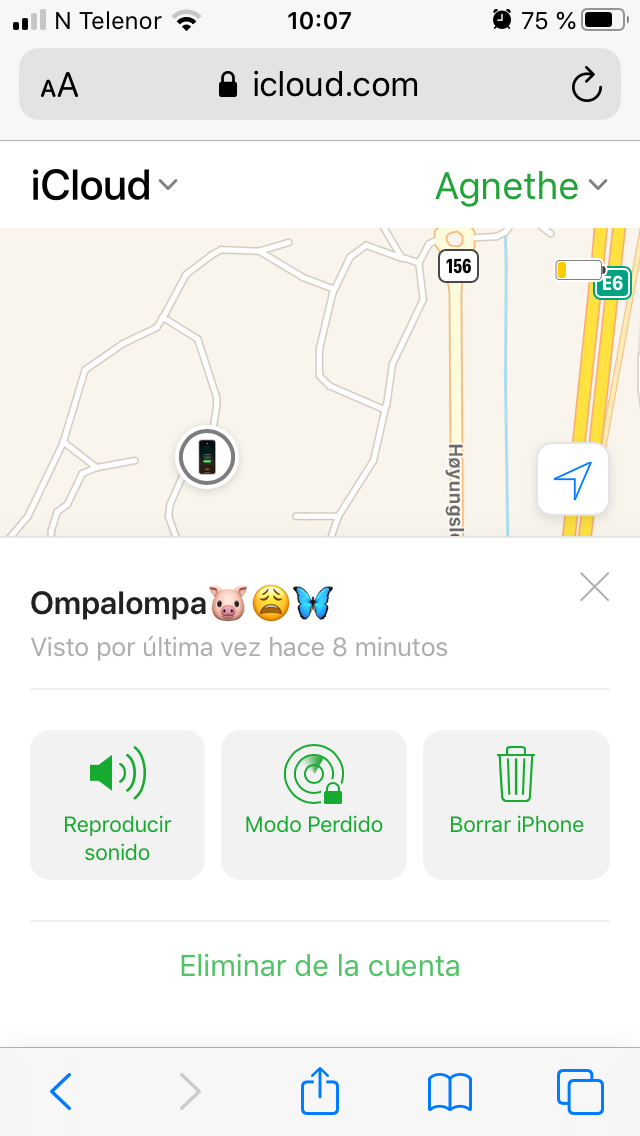 N Telenor 10:07 75 %
AA icloud.com
iCloud Agnethe
156
E6
Høyungsl
Ompalompa🐷😩🦋
Visto por última vez hace 8 minutos
Reproducir sonido
Modo Perdido
Borrar iPhone
Eliminar de la cuenta